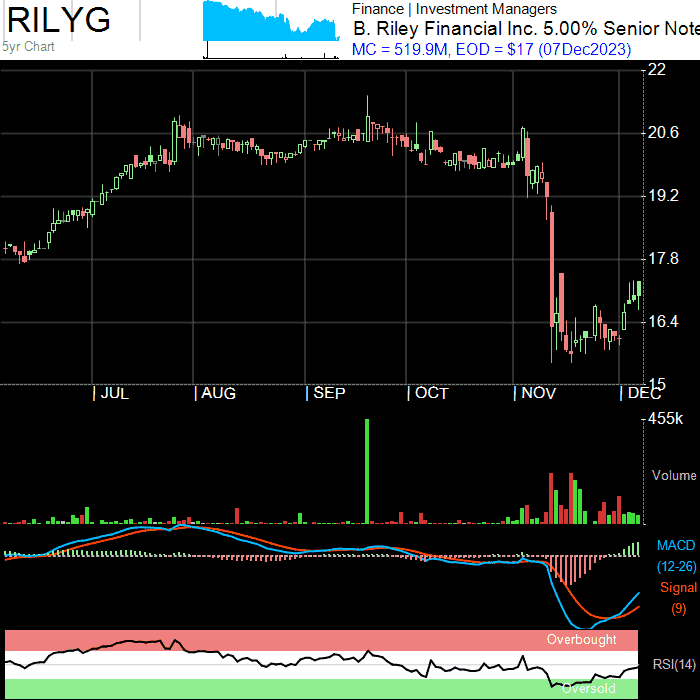 RILYG
5yr Chart
Finance | Investment Managers
B. Riley Financial Inc. 5.00% Senior Note
MC = 519.9M, EOD = $17 (07Dec2023)
22
20.6
19.2
17.8
16.4
15
| JUL | AUG | SEP | OCT | NOV | DEC
455k
Volume
MACD
(12-26)
Signal
(9)
Overbought
RSI(14)
Oversold